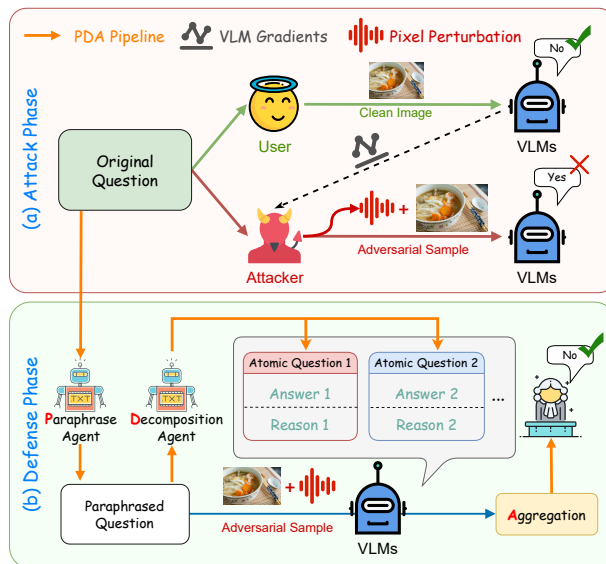 PDA Pipeline
VLM Gradients
Pixel Perturbation
(a) Attack Phase
Original
Question
User
Clean Image
No
VLMs
Attacker
+
Adversarial Sample
Yes
VLMs
(b) Defense Phase
TXT
Paraphrase
Agent
TXT
Decomposition
Agent
Atomic Question 1
Answer 1
Reason 1
Atomic Question 2
Answer 2
Reason 2
...
No
Paraphrased
Question
+
Adversarial Sample
VLMs
Aggregation